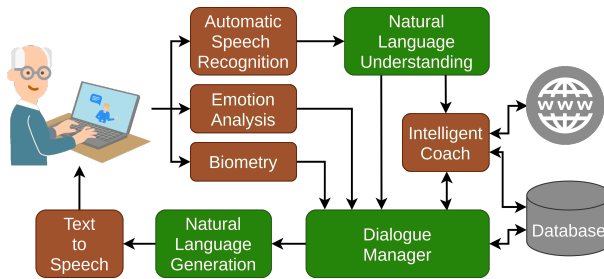 Automatic
Speech
Recognition
Natural
Language
Understanding
Emotion
Analysis
WWW
Intelligent
Coach
Biometry
Text
to
Speech
Natural
Language
Generation
Dialogue
Manager
Database